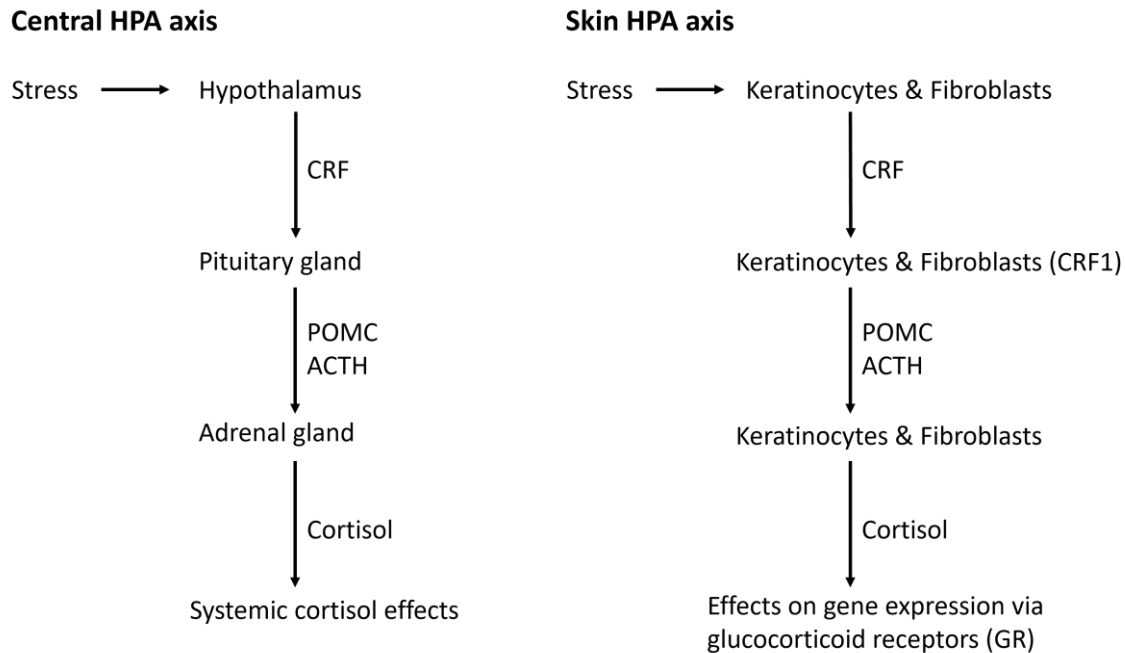 Central HPA axis
Stress
Hypothalamus
CRF
Pituitary gland
POMC
ACTH
Adrenal gland
Cortisol
Systemic cortisol effects
Skin HPA axis
Stress
Keratinocytes & Fibroblasts
CRF
Keratinocytes & Fibroblasts (CRF1)
POMC
ACTH
Keratinocytes & Fibroblasts
Cortisol
Effects on gene expression via
glucocorticoid receptors (GR)